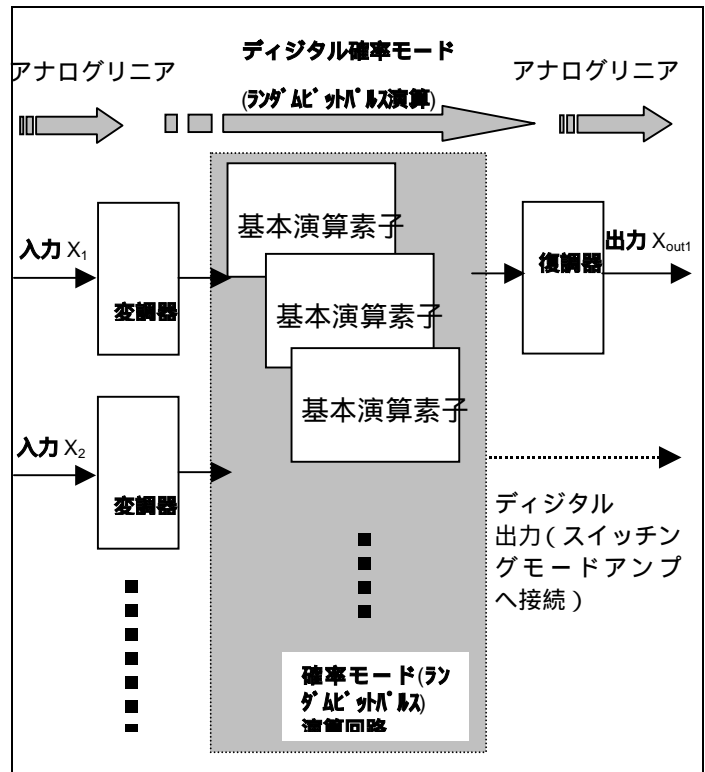 ディジタル確率モード
アナログリニア
(ランダムビットパルス演算)
アナログリニア
入力 X1
変調器
基本演算素子
基本演算素子
基本演算素子
復調器
出力 Xout1
入力 X2
変調器
ディジタル
出力(スイッチン
グモードアンプ
へ接続)
確率モード(ラン
ダムビットパルス)
演算回路